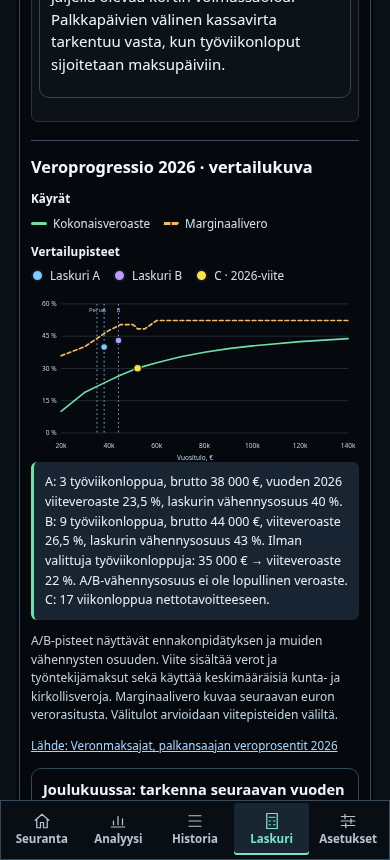 Palkkapäivien välinen kassavirta
tarkentuu vasta, kun työviikonloput
sijoitetaan maksupäiviin.
Veroprogressio 2026 · vertailukuva
Käyrät
Kokonaisveroaste Marginaalivero
Vertailupisteet
Laskuri A Laskuri B C · 2026-viite
60 %
45 %
30 %
15 %
0 %
20k 40k 60k 80k 100k 120k 140k
Vuositulo, €
A: 3 työviikonloppua, brutto 38 000 €, vuoden 2026
viiteveroaste 23,5 %, laskurin vähennysosuus 40 %.
B: 9 työviikonloppua, brutto 44 000 €, viiteveroaste
26,5 %, laskurin vähennysosuus 43 %. Ilman
valittuja työviikonloppuja: 35 000 € → viiteveroaste
22 %. A/B-vähennysosuus ei ole lopullinen veroaste.
C: 17 viikonloppua nettotavoitteeseen.
A/B-pisteet näyttävät ennakonpidätyksen ja muiden
vähennysten osuuden. Viite sisältää verot ja
työntekijämaksut sekä käyttää keskimääräisiä kunta- ja
kirkollisveroja. Marginaalivero kuvaa seuraavan euron
verorasitusta. Välitulot arvioidaan viitepisteiden väliltä.
Lähde: Veronmaksajat, palkansaajan veroprosentit 2026
Joulukuussa: tarkenna seuraavan vuoden
Seuranta Analyysi Historia Laskuri Asetukset